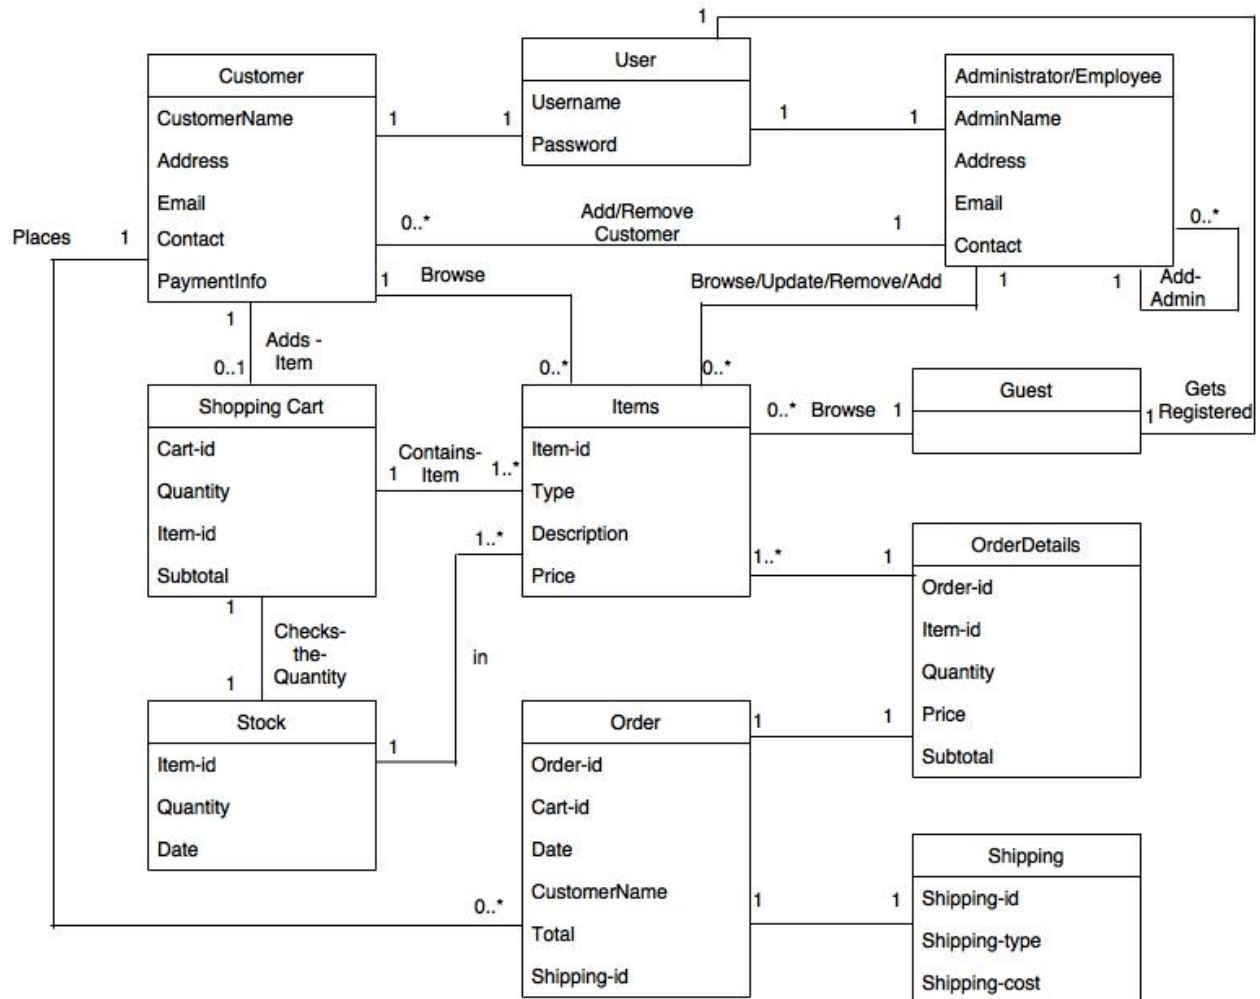 1
User
Username
Password
Customer
CustomerName
Address
Email
Contact
PaymentInfo
Administrator/Employee
AdminName
Address
Email
Contact
1
1
1
1
0..*
Add/Remove
Customer
1
Places
1
1
Browse
0..*
Browse/Update/Remove/Add
1
0..*
0..*
1
Add-
Admin
1
Adds -
Item
0..1
Shopping Cart
Cart-id
Quantity
Item-id
Subtotal
Contains-
Item
1
1..*
Items
Item-id
Type
Description
Price
0..*
Browse
1
Guest
Gets
Registered
1
1..*
1
OrderDetails
Order-id
Item-id
Quantity
Price
Subtotal
1
Checks-
the-
Quantity
1
1..*
in
1
Stock
Item-id
Quantity
Date
Order
Order-id
Cart-id
Date
CustomerName
Total
Shipping-id
1
1
0..*
1
1
Shipping
Shipping-id
Shipping-type
Shipping-cost